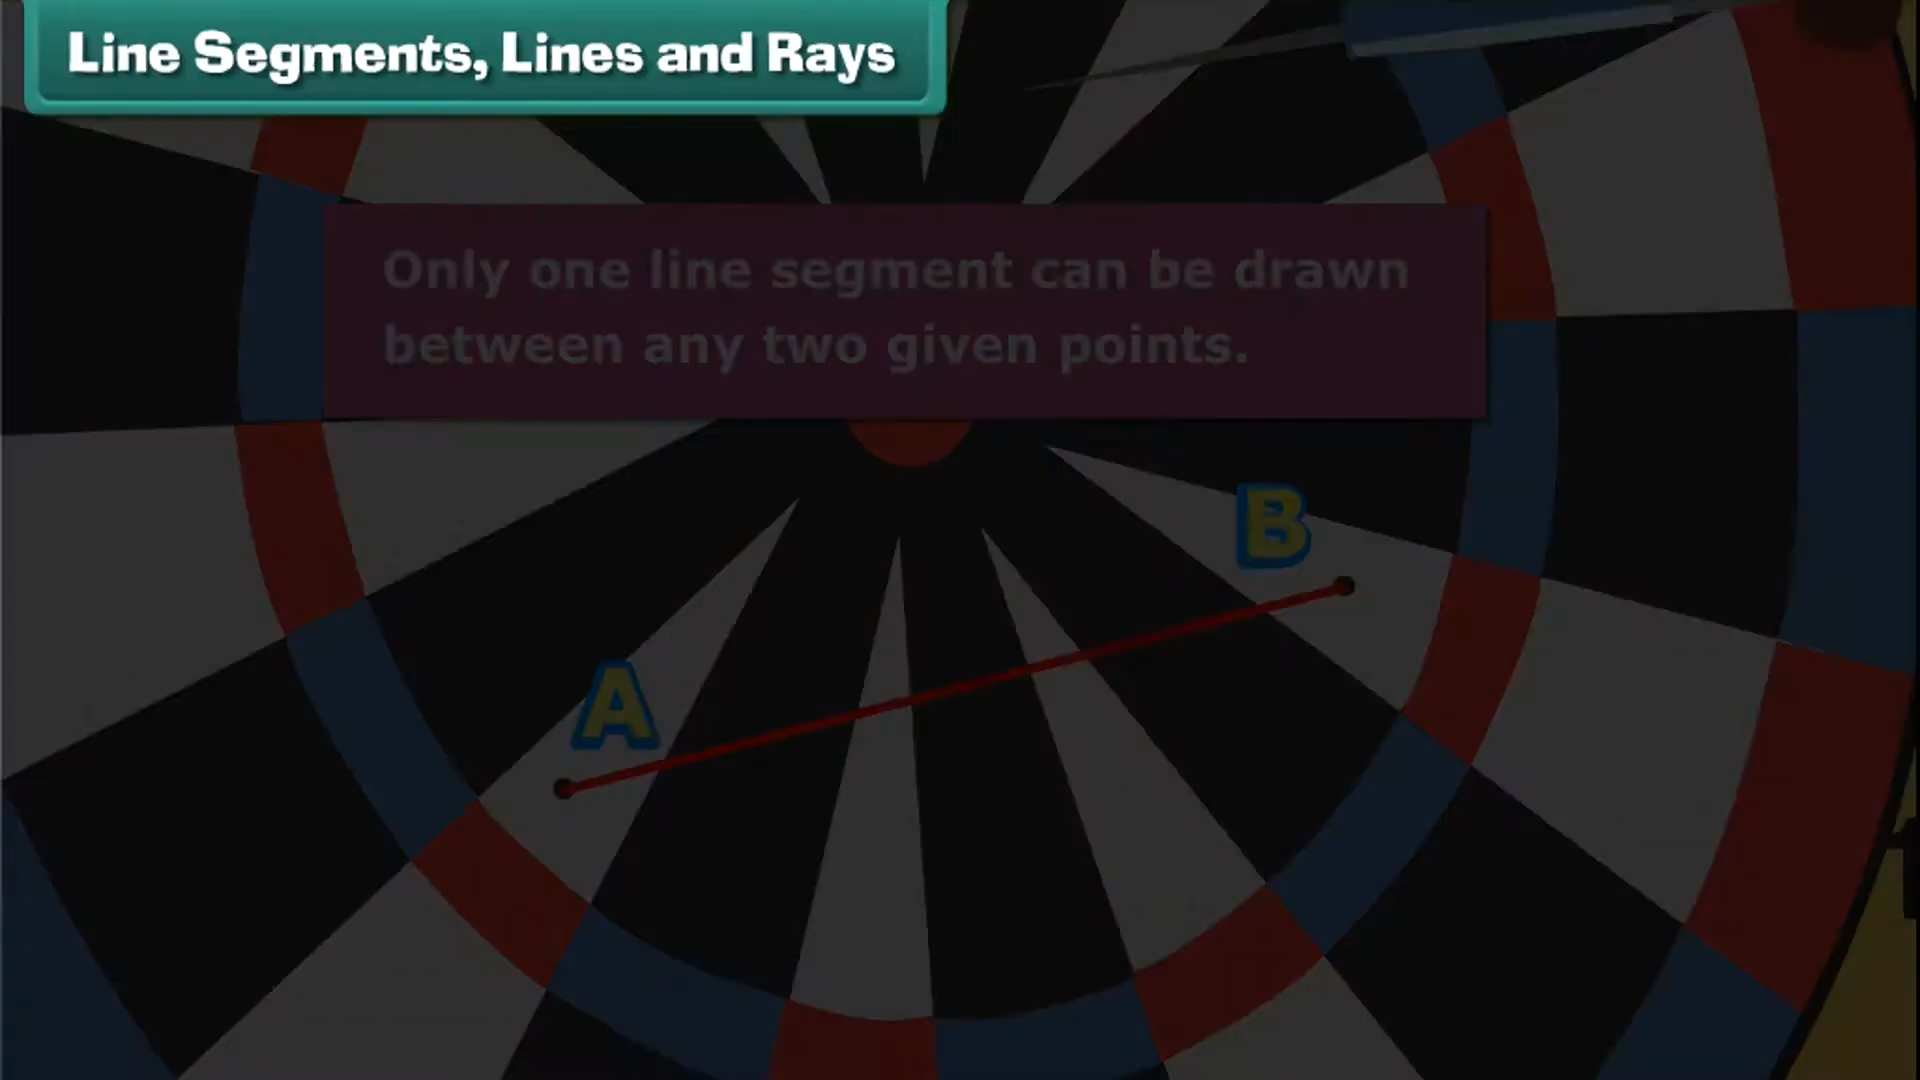 Line Segments, Lines and Rays
Only one line segment can be drawn
between any two given points.
B
A